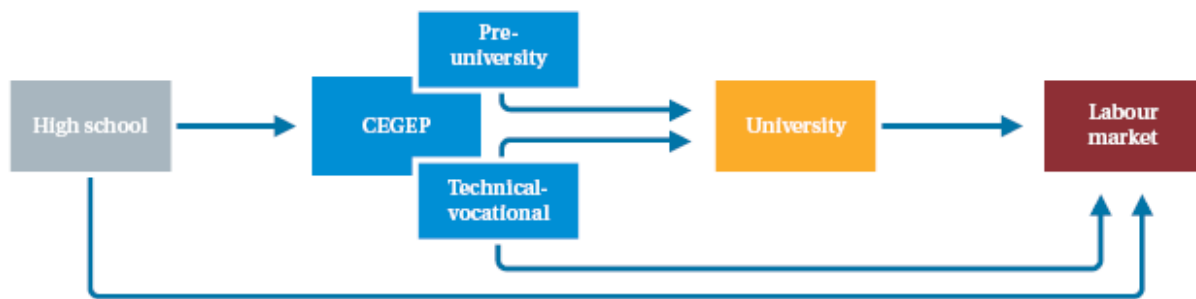 High school
CEGEP
Pre-
university
Technical-
vocational
University
Labour
market